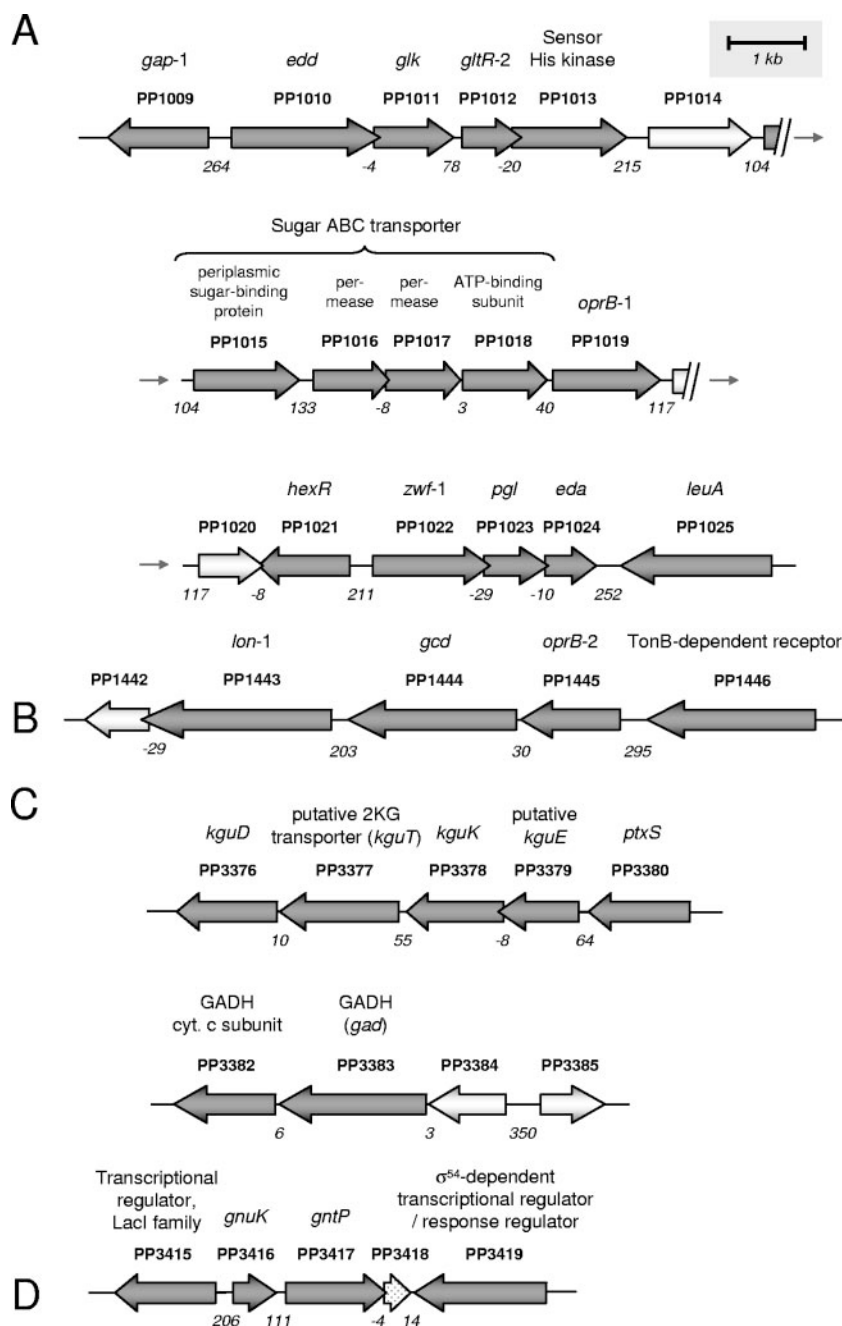 A
1 kb
Sensor
gap-1 edd glk gltR-2 His kinase
PP1009 PP1010 PP1011 PP1012 PP1013 PP1014
264 -4 78 -20 215 104
Sugar ABC transporter
periplasmic
sugar-binding
protein
per-
mease
per-
mease
ATP-binding
subunit
oprB-1
PP1015 PP1016 PP1017 PP1018 PP1019
104 133 -8 3 40 117
hexR zwf-1 pgl eda leuA
PP1020 PP1021 PP1022 PP1023 PP1024 PP1025
117 -8 211 -29 -10 252
B
lon-1 gcd oprB-2 TonB-dependent receptor
PP1442 PP1443 PP1444 PP1445 PP1446
-29 203 30 295
C
kguD
putative 2KG
transporter (kguT)
kguK
putative
kguE
ptxS
PP3376 PP3377 PP3378 PP3379 PP3380
10 55 -8 64
GADH
cyt. c subunit
GADH
(gad)
PP3382 PP3383 PP3384 PP3385
6 3 350
D
Transcriptional
regulator,
LacI family
gnuK gntP
σ54-dependent
transcriptional regulator
/ response regulator
PP3415 PP3416 PP3417 PP3418 PP3419
206 111 -4 14